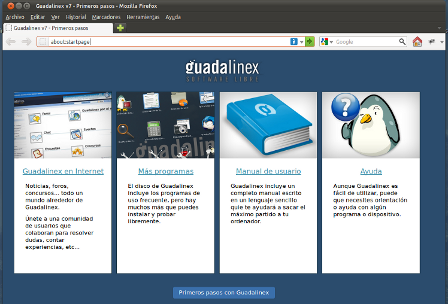 Guadalinex v7 - Primeros pasos - Mozilla Firefox
Archivo Editar Ver Historial Marcadores Herramientas Ayuda
Guadalinex v7 - Primeros pasos
about:startpage
Google
guadalinex
SOFTWARE LIBRE
Guadalinex en Internet
Noticias, foros,
concursos... todo un
mundo alrededor de
Guadalinex.
Únete a una comunidad
de usuarios que
colaboran para resolver
dudas, contar
experiencias, etc...
guadalinex
Más programas
El disco de Guadalinex
incluye los programas de
uso frecuente, pero hay
muchos más que puedes
instalar y probar
libremente.
Manual de usuario
Guadalinex incluye un
completo manual escrito
en un lenguaje sencillo
que te ayudará a sacar el
máximo partido a tu
ordenador.
?
Ayuda
Aunque Guadalinex es
fácil de utilizar, puede
que necesites orientación
o ayuda con algún
programa o dispositivo.
Primeros pasos con Guadalinex